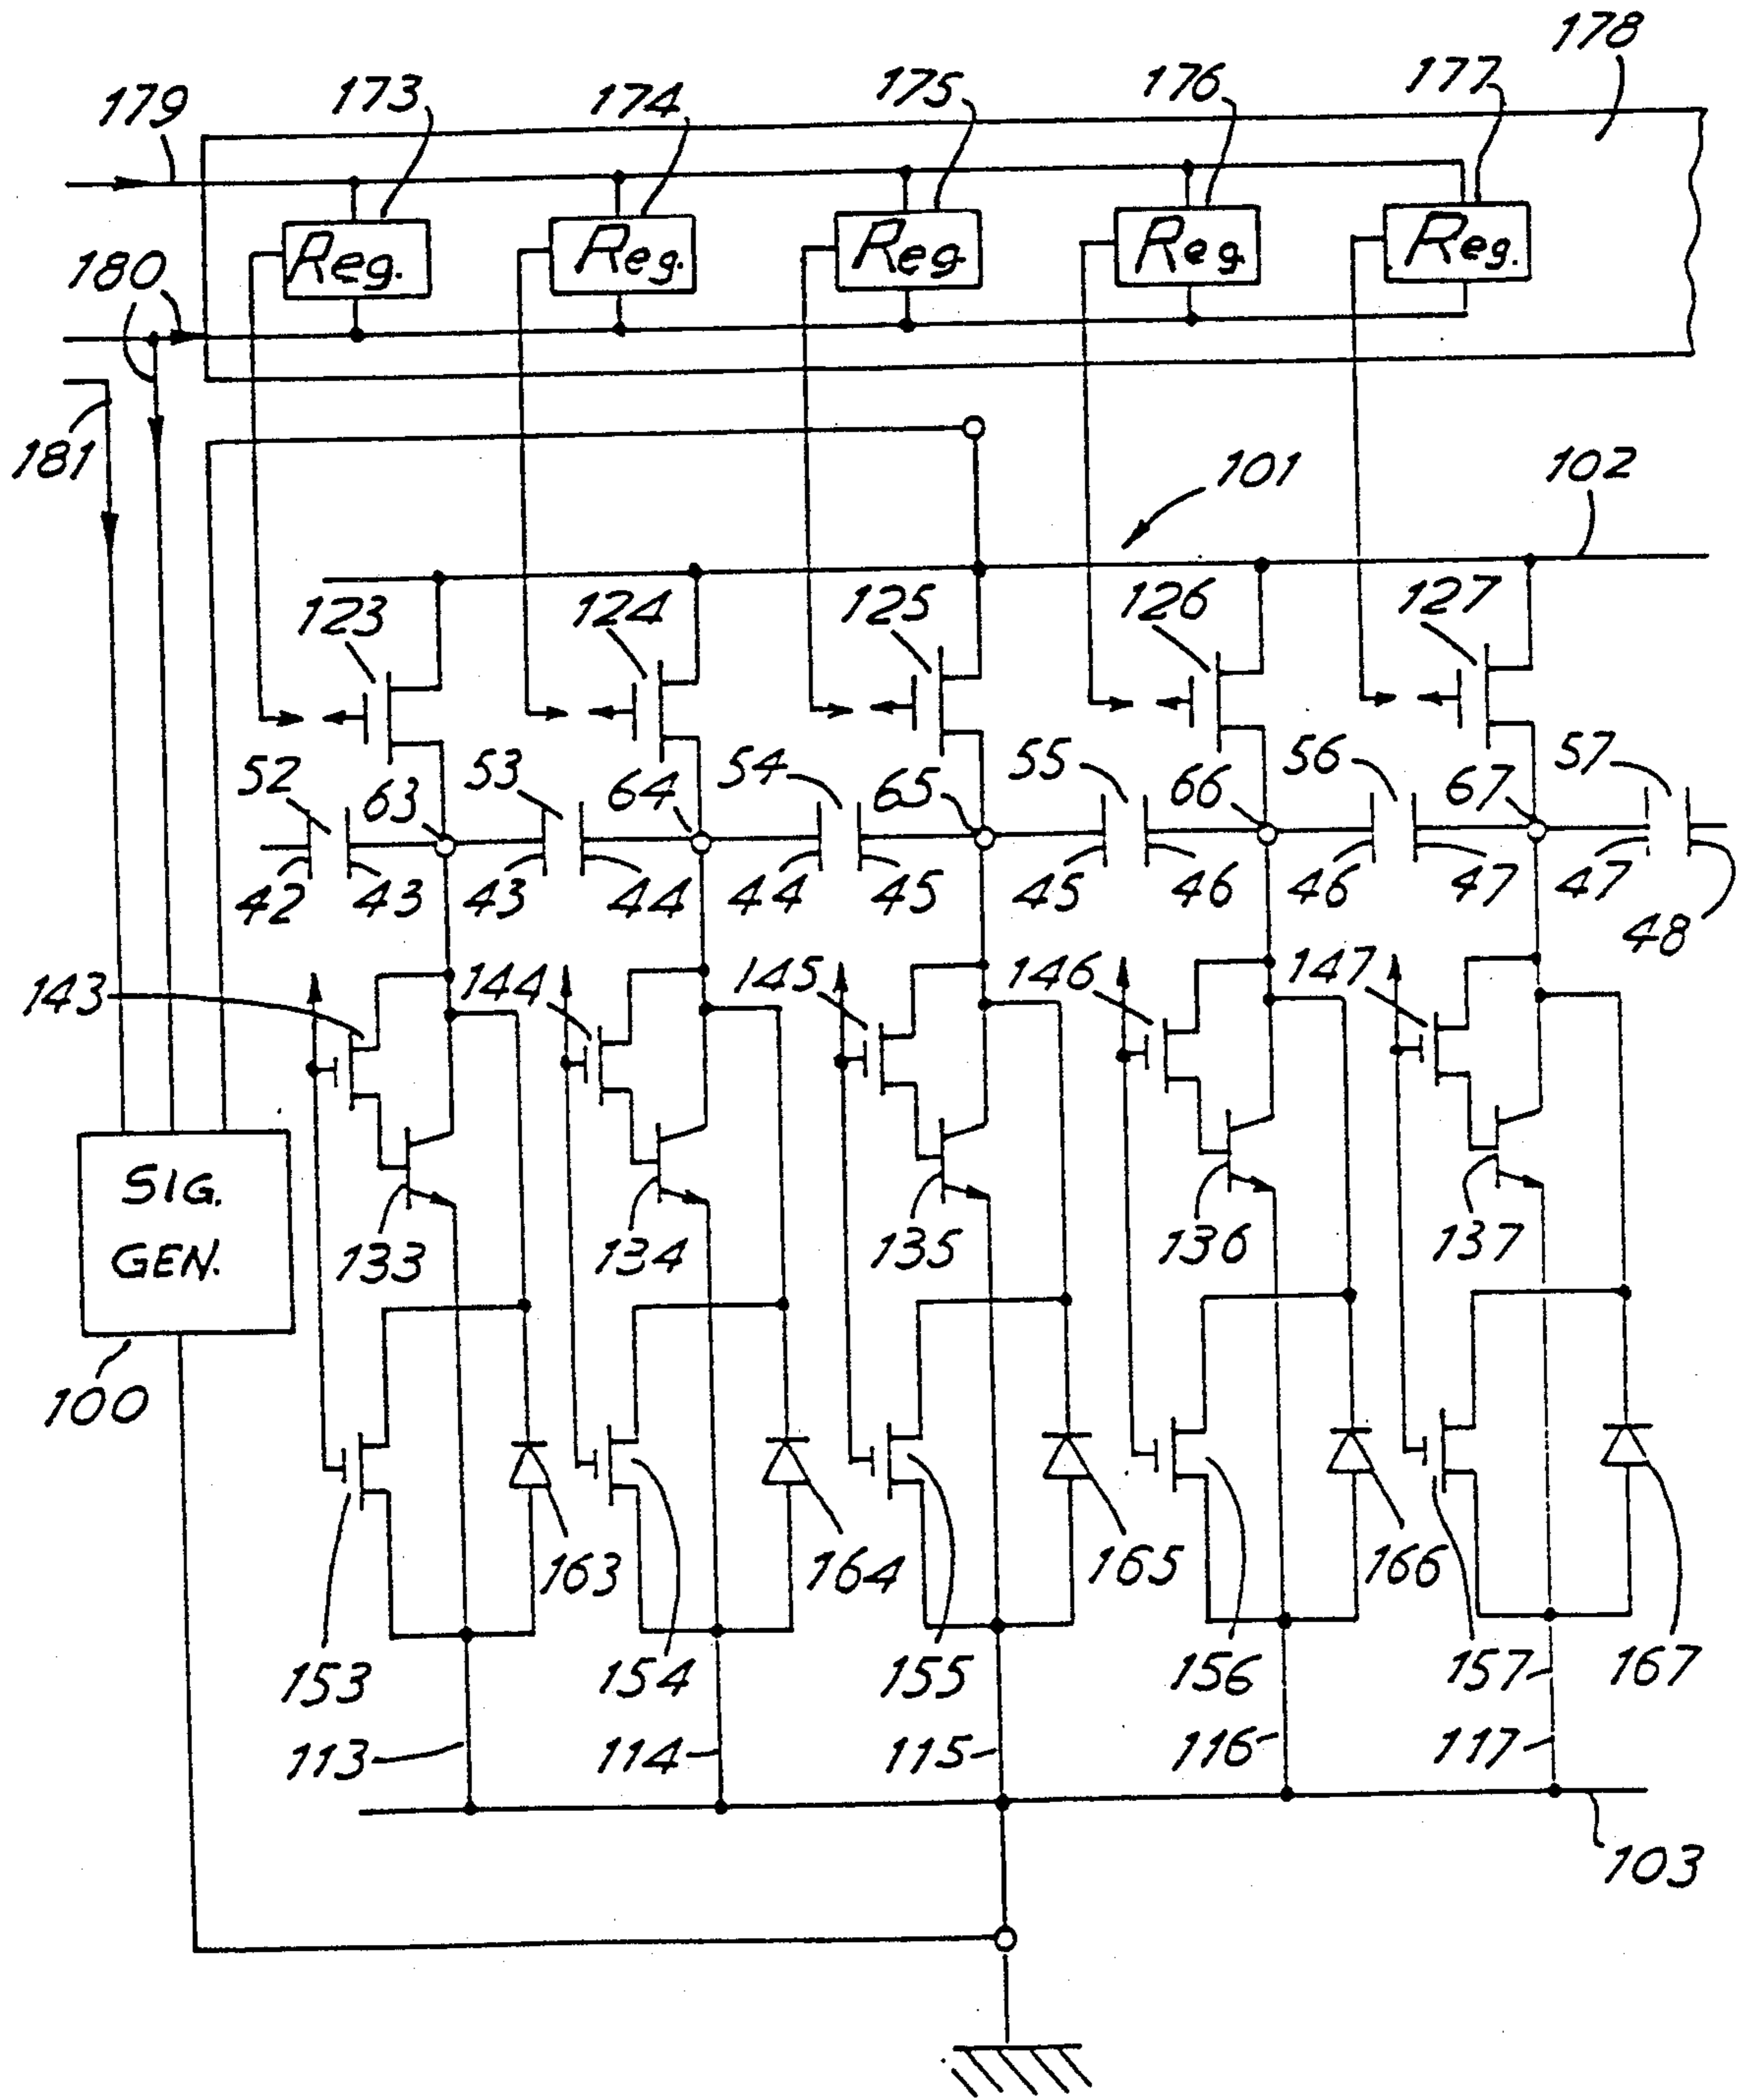 178
179 173 174 175 176 177
Reg. Reg. Reg. Reg. Reg.
180
181
101 102
123 124 125 126 127
52 63 53 64 54 65 55 66 56 67 57
42 43 43 44 44 45 45 46 46 47 47 48
143 144 145 146 147
SIG.
GEN.
133 134 135 136 137
100
163 164 165 166
153 154 155 156 157 167
113 114 115 116 117
103